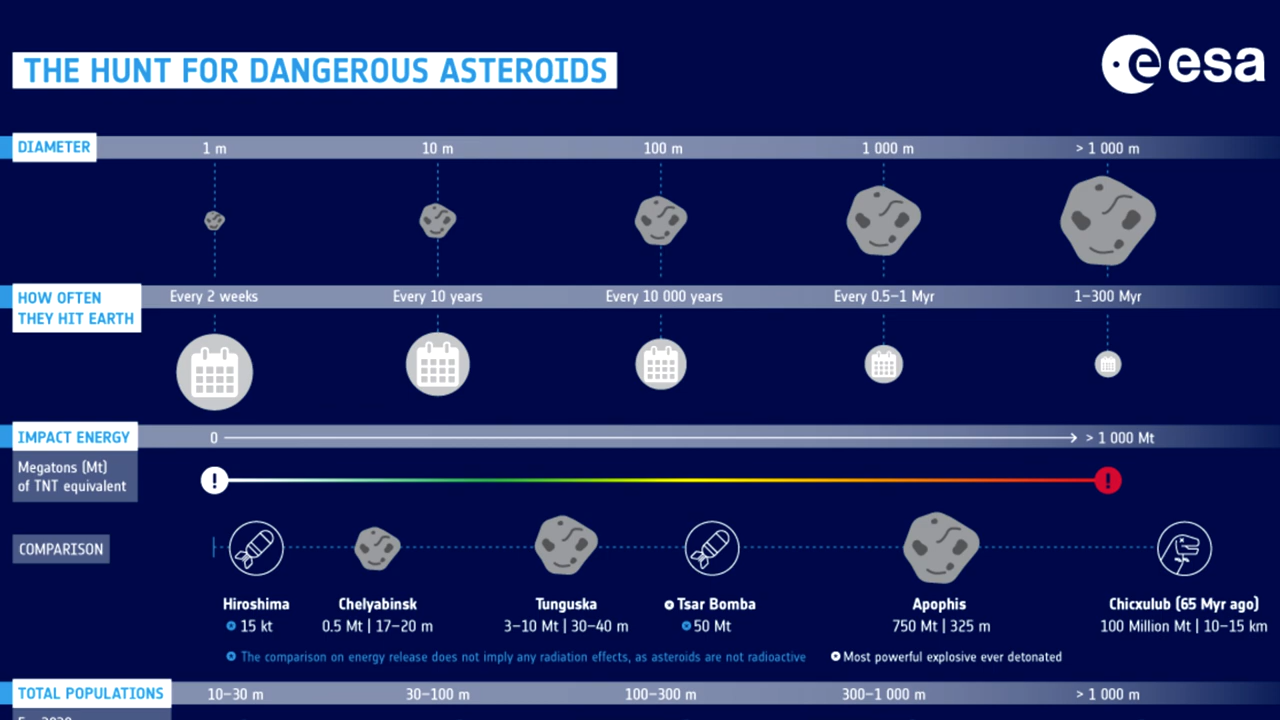 THE HUNT FOR DANGEROUS ASTEROIDS
esa
DIAMETER 1 m 10 m 100 m 1 000 m > 1 000 m
HOW OFTEN
THEY HIT EARTH
Every 2 weeks Every 10 years Every 10 000 years Every 0.5–1 Myr 1–300 Myr
IMPACT ENERGY 0 > 1 000 Mt
Megatons (Mt)
of TNT equivalent
! !
COMPARISON
Hiroshima Chelyabinsk Tunguska Tsar Bomba Apophis Chicxulub (65 Myr ago)
15 kt 0.5 Mt | 17–20 m 3–10 Mt | 30–40 m 50 Mt 750 Mt | 325 m 100 Million Mt | 10–15 km
The comparison on energy release does not imply any radiation effects, as asteroids are not radioactive Most powerful explosive ever detonated
TOTAL POPULATIONS 10–30 m 30–100 m 100–300 m 300–1 000 m > 1 000 m